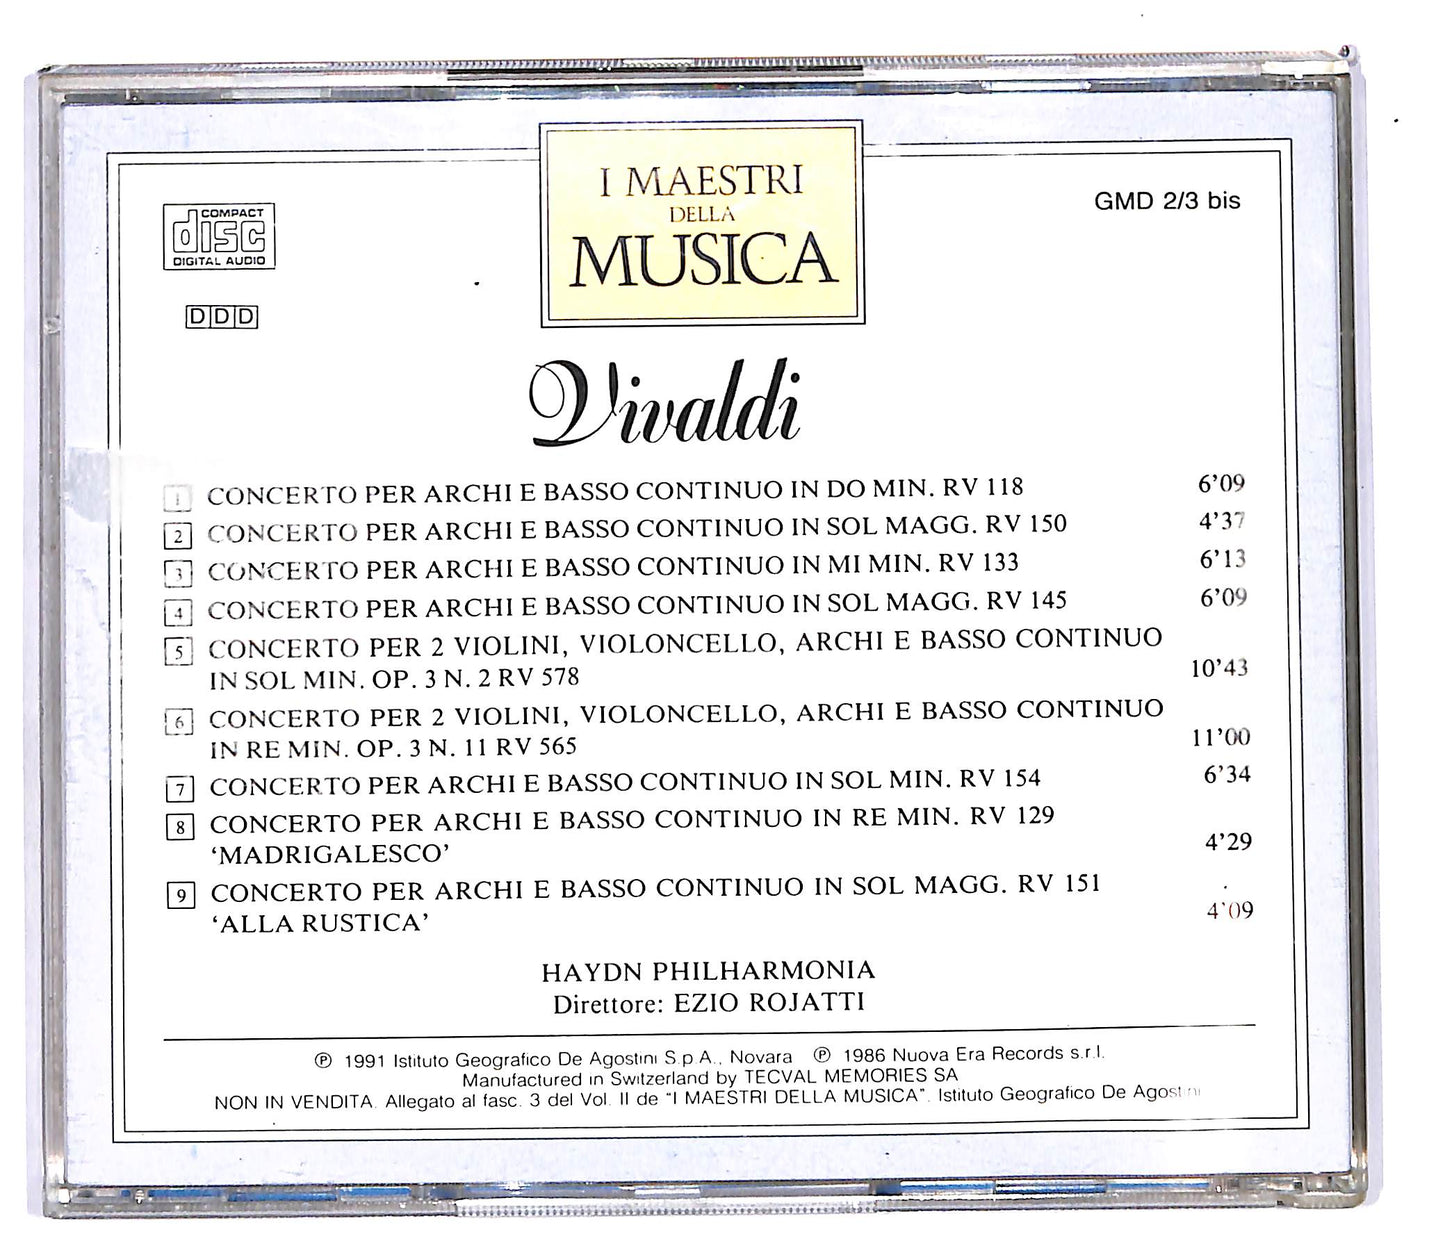 I MAESTRI
DELLA
MUSICA
GMD 2/3 bis
COMPACT
disc
DIGITAL AUDIO
DDD
Vivaldi
1 CONCERTO PER ARCHI E BASSO CONTINUO IN DO MIN. RV 118 6’09
2 CONCERTO PER ARCHI E BASSO CONTINUO IN SOL MAGG. RV 150 4’37
3 CONCERTO PER ARCHI E BASSO CONTINUO IN MI MIN. RV 133 6’13
4 CONCERTO PER ARCHI E BASSO CONTINUO IN SOL MAGG. RV 145 6’09
5 CONCERTO PER 2 VIOLINI, VIOLONCELLO, ARCHI E BASSO CONTINUO
IN SOL MIN. OP. 3 N. 2 RV 578 10’43
6 CONCERTO PER 2 VIOLINI, VIOLONCELLO, ARCHI E BASSO CONTINUO
IN RE MIN. OP. 3 N. 11 RV 565 11’00
7 CONCERTO PER ARCHI E BASSO CONTINUO IN SOL MIN. RV 154 6’34
8 CONCERTO PER ARCHI E BASSO CONTINUO IN RE MIN. RV 129
‘MADRIGALESCO’ 4’29
9 CONCERTO PER ARCHI E BASSO CONTINUO IN SOL MAGG. RV 151
‘ALLA RUSTICA’ 4’09
HAYDN PHILHARMONIA
Direttore: EZIO ROJATTI
℗ 1991 Istituto Geografico De Agostini S.p.A., Novara ℗ 1986 Nuova Era Records s.r.l.
Manufactured in Switzerland by TECVAL MEMORIES SA
NON IN VENDITA. Allegato al fasc. 3 del Vol. II de "I MAESTRI DELLA MUSICA". Istituto Geografico De Agostini